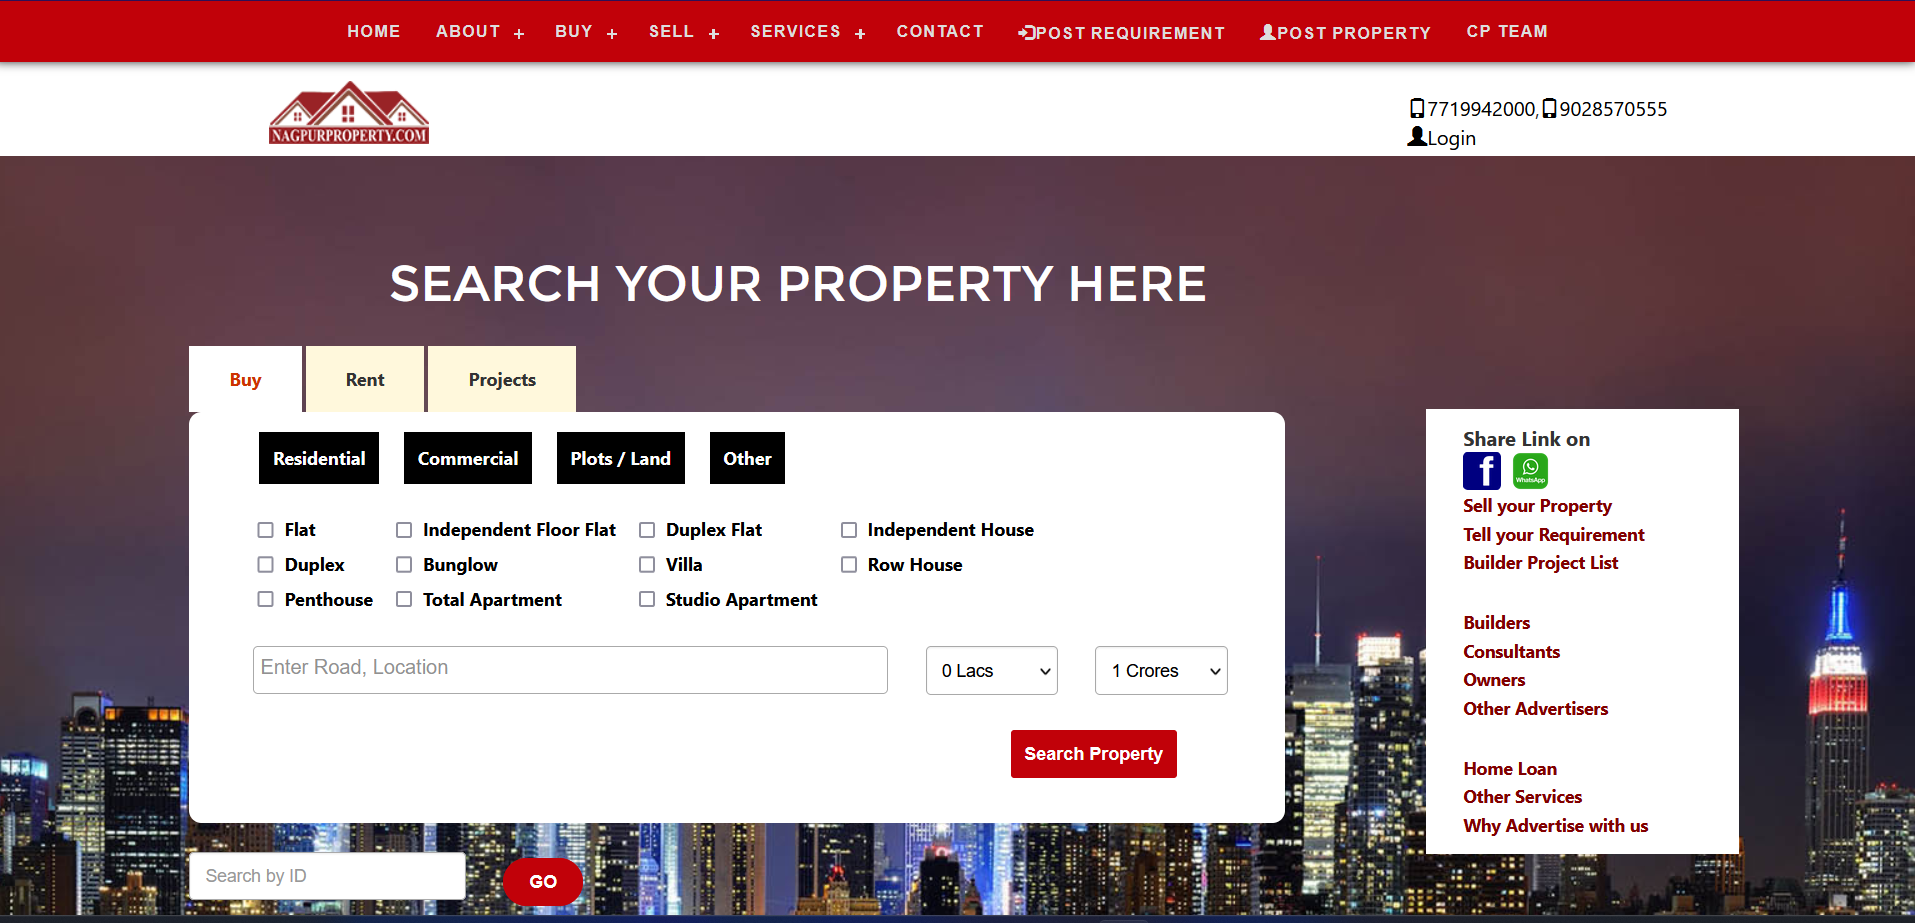 HOME ABOUT + BUY + SELL + SERVICES + CONTACT POST REQUIREMENT POST PROPERTY CP TEAM
NAGPURPROPERTY.COM
7719942000, 9028570555
Login
SEARCH YOUR PROPERTY HERE
Buy Rent Projects
Residential Commercial Plots / Land Other
Flat Independent Floor Flat Duplex Flat Independent House
Duplex Bunglow Villa Row House
Penthouse Total Apartment Studio Apartment
Enter Road, Location 0 Lacs 1 Crores
Search Property
Search by ID GO
Share Link on
f WhatsApp
Sell your Property
Tell your Requirement
Builder Project List
Builders
Consultants
Owners
Other Advertisers
Home Loan
Other Services
Why Advertise with us